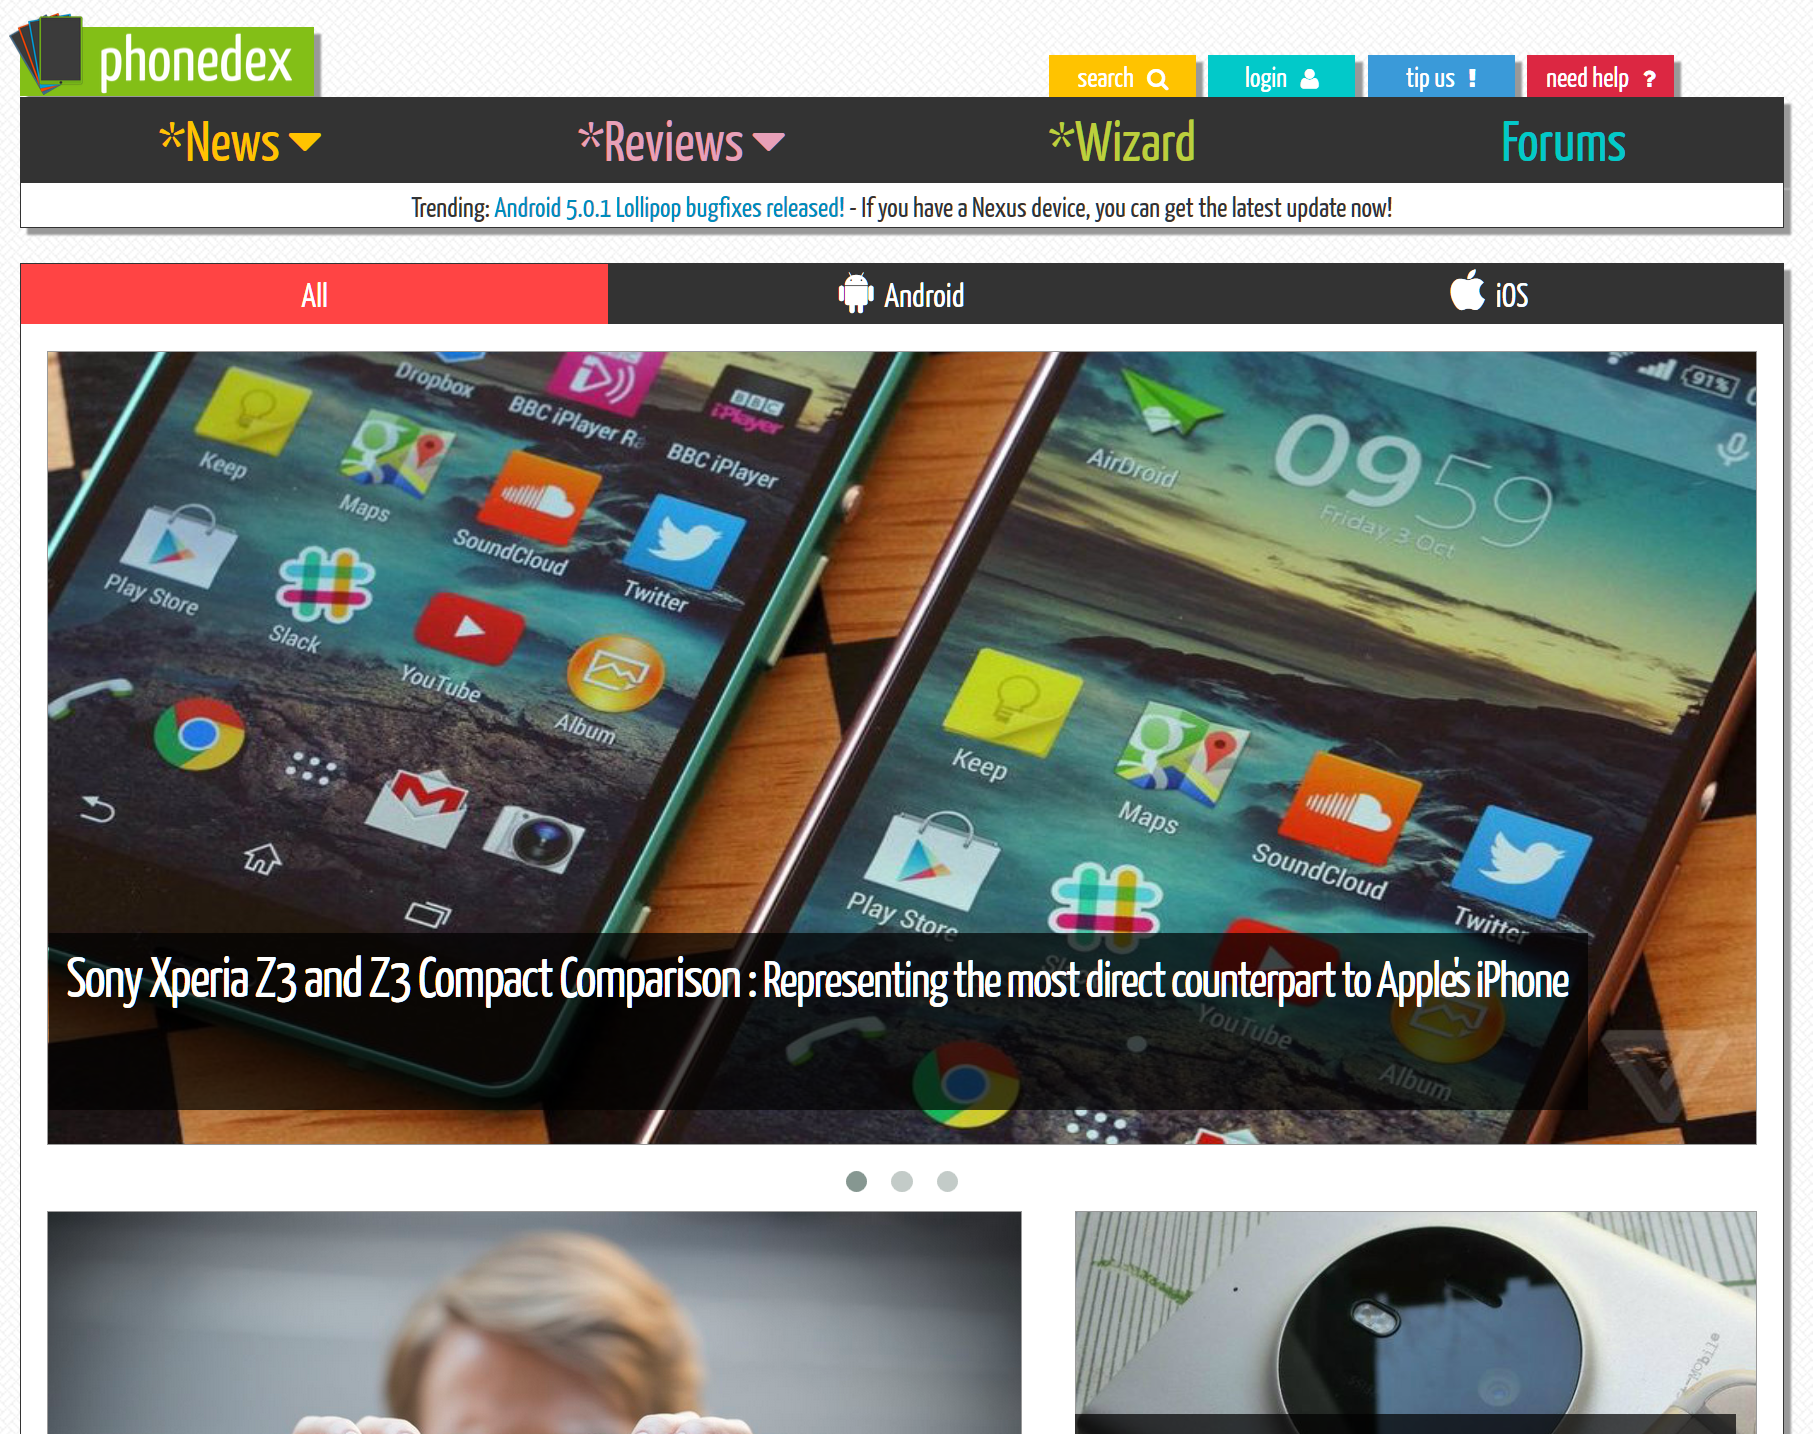 phonedex
search login tip us ! need help ?
*News *Reviews *Wizard Forums
Trending: Android 5.0.1 Lollipop bugfixes released! - If you have a Nexus device, you can get the latest update now!
All Android iOS
Dropbox
BBC iPlayer Ra
BBC
iPlayer
BBC iPlayer
Keep
Maps
SoundCloud
Twitter
Play Store
Slack
YouTube
Album
91%
AirDroid
09 59
Friday 3 Oct
Keep
Maps
SoundCloud
Twitter
Play Store
YouTube
Album
Sony Xperia Z3 and Z3 Compact Comparison : Representing the most direct counterpart to Apple's iPhone